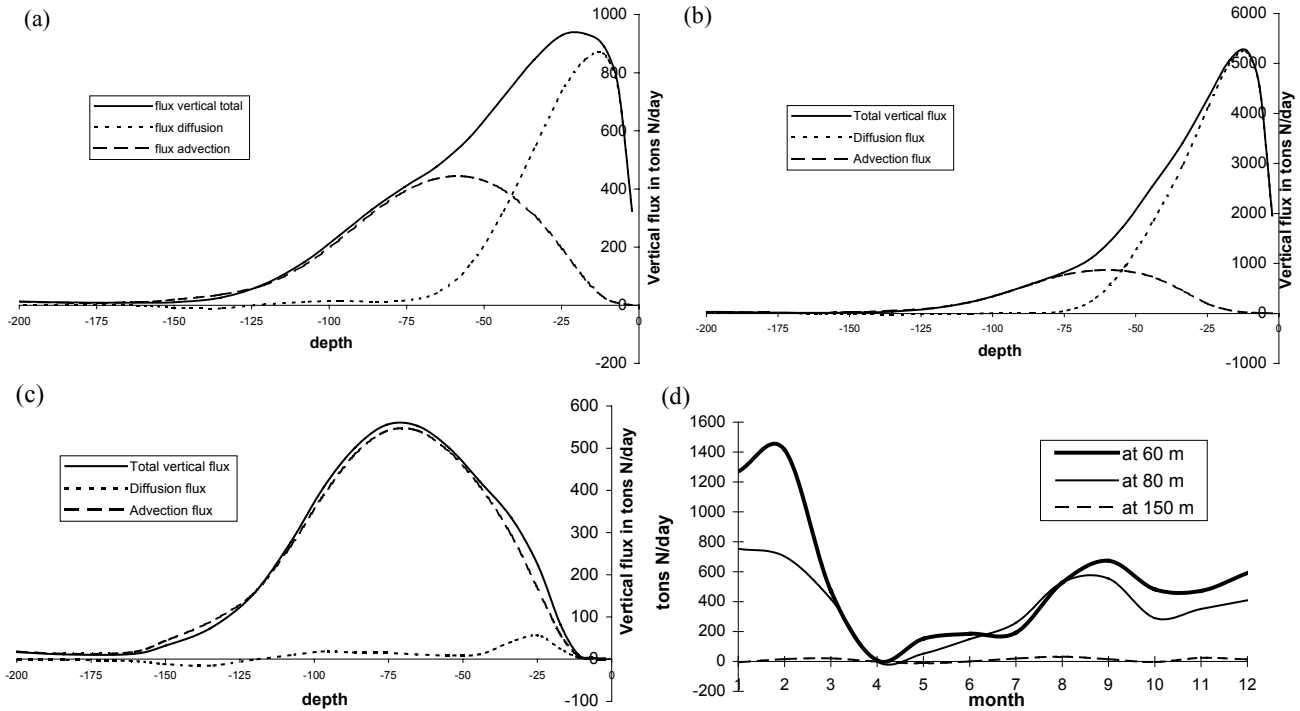 (a)
1000
800
600
400
200
0
-200
Vertical flux in tons N/day
flux vertical total
flux diffusion
flux advection
-200 -175 -150 -125 -100 -75 -50 -25 0
depth
(b)
6000
5000
4000
3000
2000
1000
0
-1000
Vertical flux in tons N/day
Total vertical flux
Diffusion flux
Advection flux
-200 -175 -150 -125 -100 -75 -50 -25 0
depth
(c)
600
500
400
300
200
100
0
-100
Vertical flux in tons N/day
Total vertical flux
Diffusion flux
Advection flux
-200 -175 -150 -125 -100 -75 -50 -25 0
depth
(d)
1600
1400
1200
1000
800
600
400
200
0
-200
tons N/day
at 60 m
at 80 m
at 150 m
1 2 3 4 5 6 7 8 9 10 11 12
month